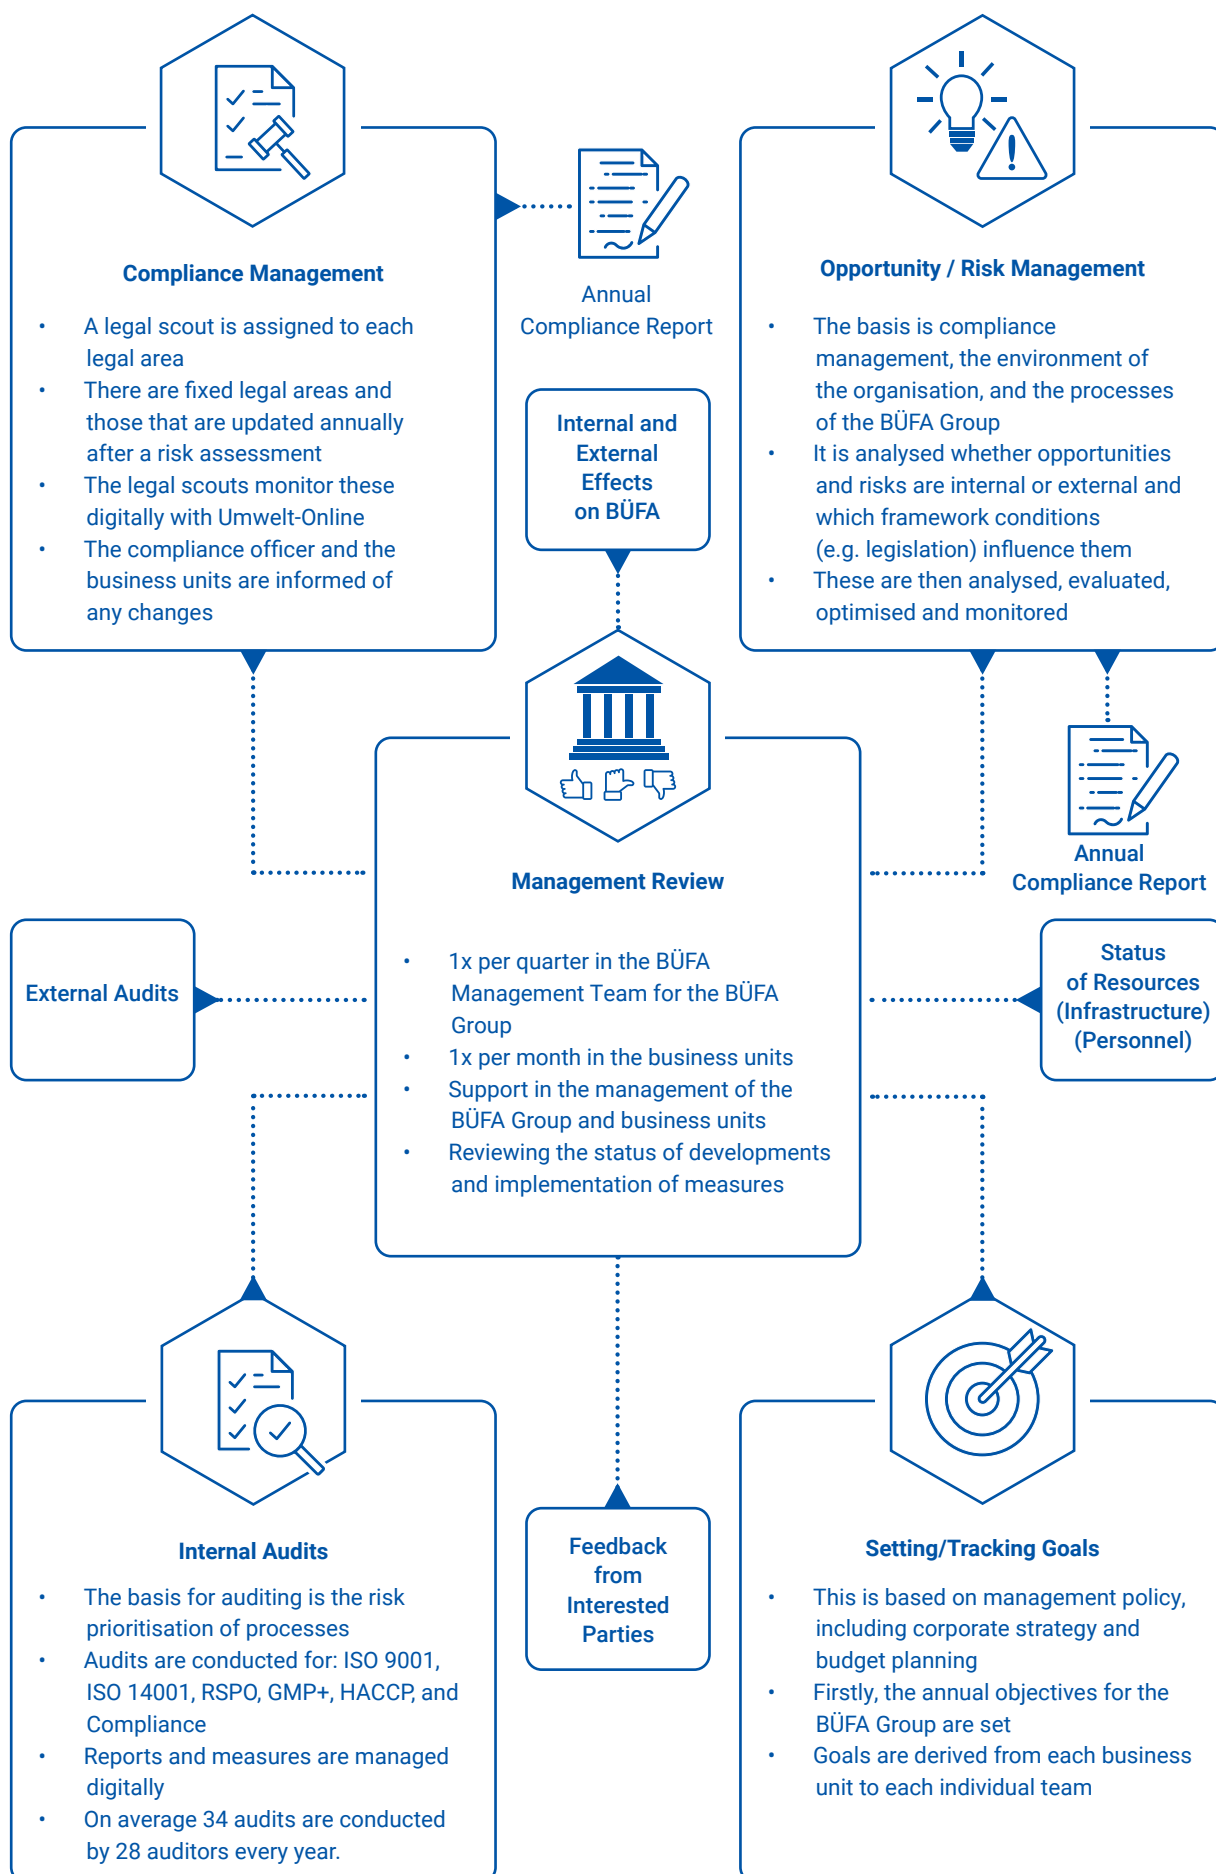 Compliance Management
• A legal scout is assigned to each
legal area
• There are fixed legal areas and
those that are updated annually
after a risk assessment
• The legal scouts monitor these
digitally with Umwelt-Online
• The compliance officer and the
business units are informed of
any changes
Annual
Compliance Report
Opportunity / Risk Management
• The basis is compliance
management, the environment of
the organisation, and the processes
of the BÜFA Group
• It is analysed whether opportunities
and risks are internal or external and
which framework conditions
(e.g. legislation) influence them
• These are then analysed, evaluated,
optimised and monitored
Internal and
External
Effects
on BÜFA
Annual
Compliance Report
Management Review
• 1x per quarter in the BÜFA
Management Team for the BÜFA
Group
• 1x per month in the business units
• Support in the management of the
BÜFA Group and business units
• Reviewing the status of developments
and implementation of measures
External Audits
Status
of Resources
(Infrastructure)
(Personnel)
Internal Audits
• The basis for auditing is the risk
prioritisation of processes
• Audits are conducted for: ISO 9001,
ISO 14001, RSPO, GMP+, HACCP, and
Compliance
• Reports and measures are managed
digitally
• On average 34 audits are conducted
by 28 auditors every year.
Feedback
from
Interested
Parties
Setting/Tracking Goals
• This is based on management policy,
including corporate strategy and
budget planning
• Firstly, the annual objectives for the
BÜFA Group are set
• Goals are derived from each business
unit to each individual team